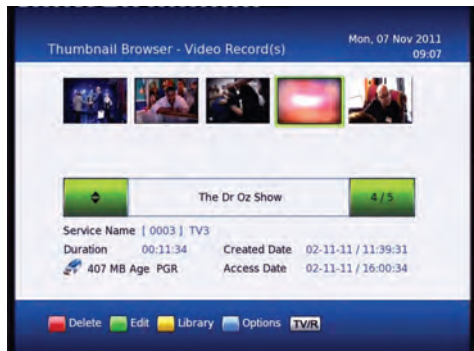 Mon, 07 Nov 2011
Thumbnail Browser - Video Record(s)
09:07
The Dr Oz Show
4 / 5
Service Name [ 0003 ] TV3
Duration 00:11:34 Created Date 02-11-11 / 11:39:31
407 MB Age PGR Access Date 02-11-11 / 16:00:34
Delete Edit Library Options TV/R